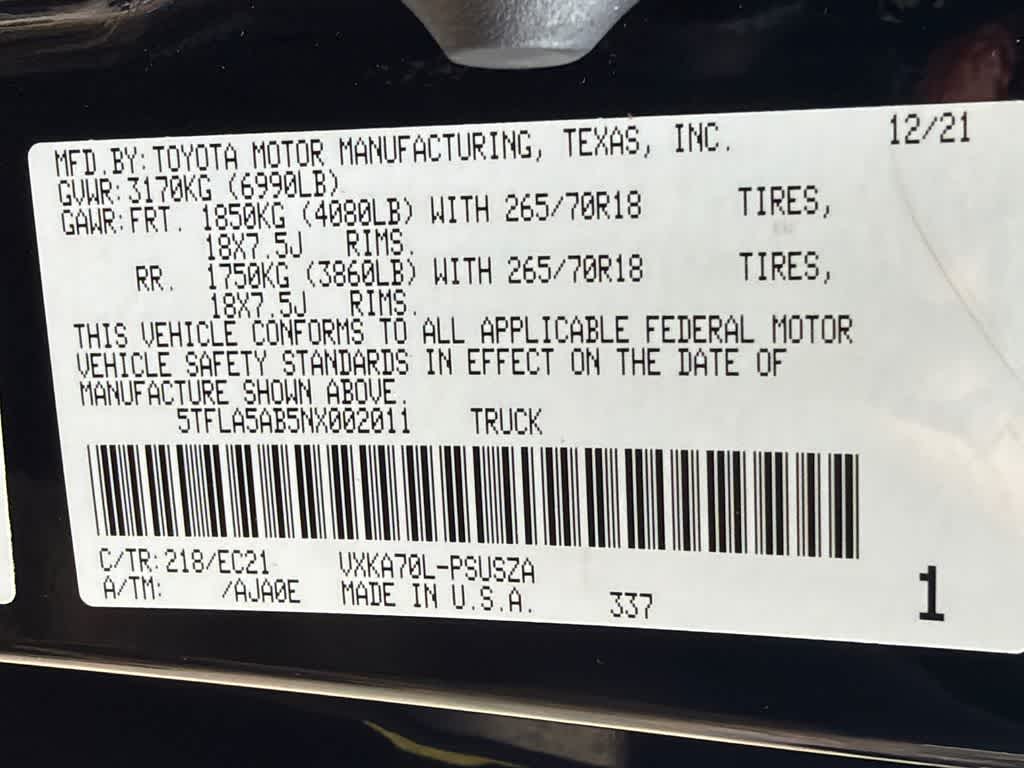 MFD.BY:TOYOTA MOTOR MANUFACTURING, TEXAS, INC. 12/21
GVWR:3170KG (6990LB)
GAWR:FRT. 1850KG (4080LB) WITH 265/70R18 TIRES,
18X7.5J RIMS.
RR. 1750KG (3860LB) WITH 265/70R18 TIRES,
18X7.5J RIMS.
THIS VEHICLE CONFORMS TO ALL APPLICABLE FEDERAL MOTOR
VEHICLE SAFETY STANDARDS IN EFFECT ON THE DATE OF
MANUFACTURE SHOWN ABOVE.
5TFLA5AB5NX002011 TRUCK
C/TR:218/EC21 VXKA70L-PSUSZA
A/TM: /AJA0E MADE IN U.S.A. 337 1